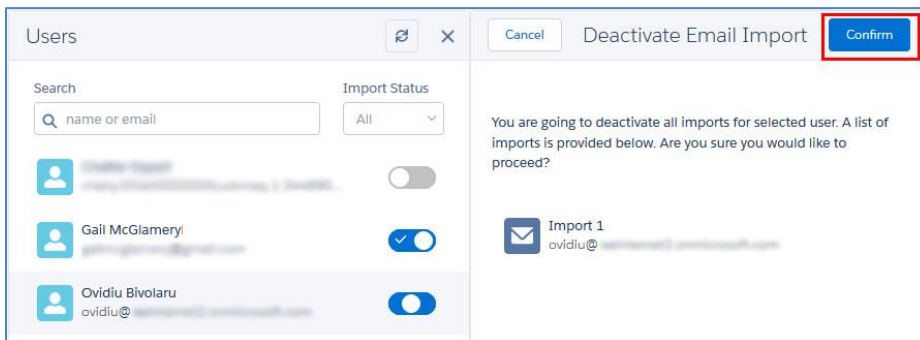 Users
Search
Import Status
name or email
All
Gail McGlamery
Ovidiu Bivolaru
ovidiu@
Cancel
Deactivate Email Import
Confirm
You are going to deactivate all imports for selected user. A list of
imports is provided below. Are you sure you would like to
proceed?
Import 1
ovidiu@